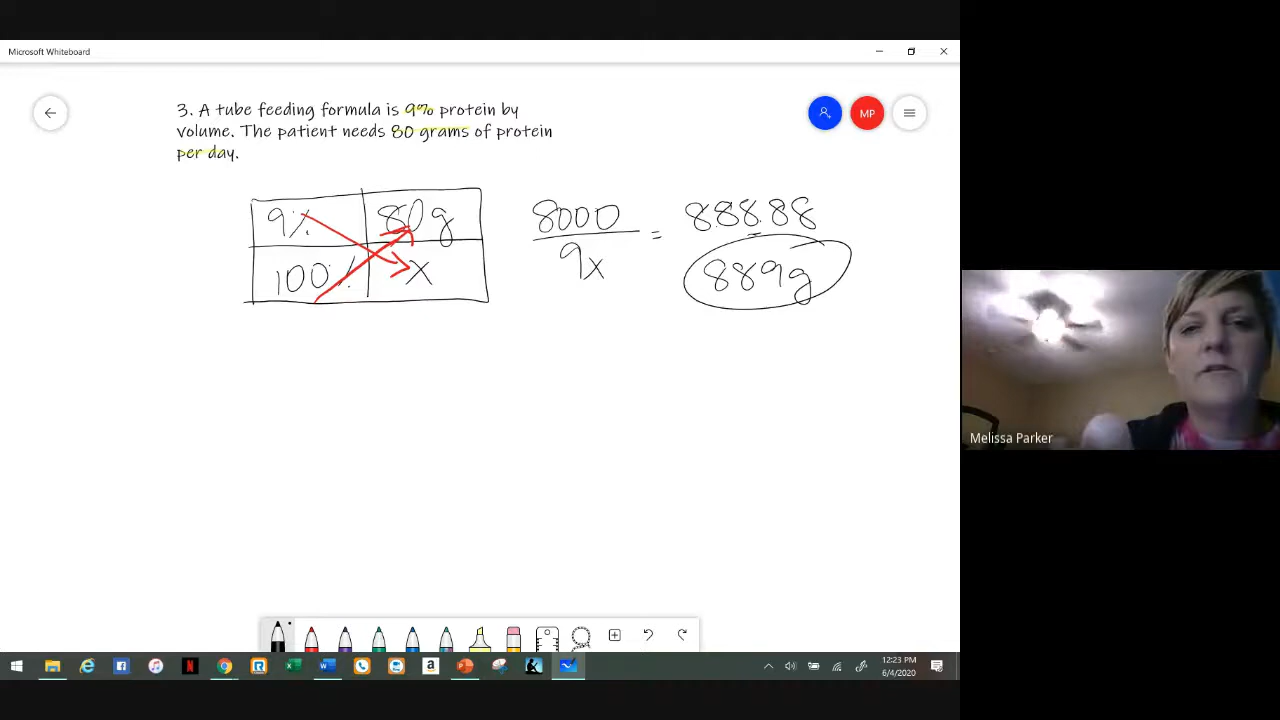 Microsoft Whiteboard
3. A tube feeding formula is 9% protein by
volume. The patient needs 80 grams of protein
per day.
MP
9% 80g
100% x
8000
9x
=
888.88
889g
Melissa Parker
12:23 PM
6/4/2020